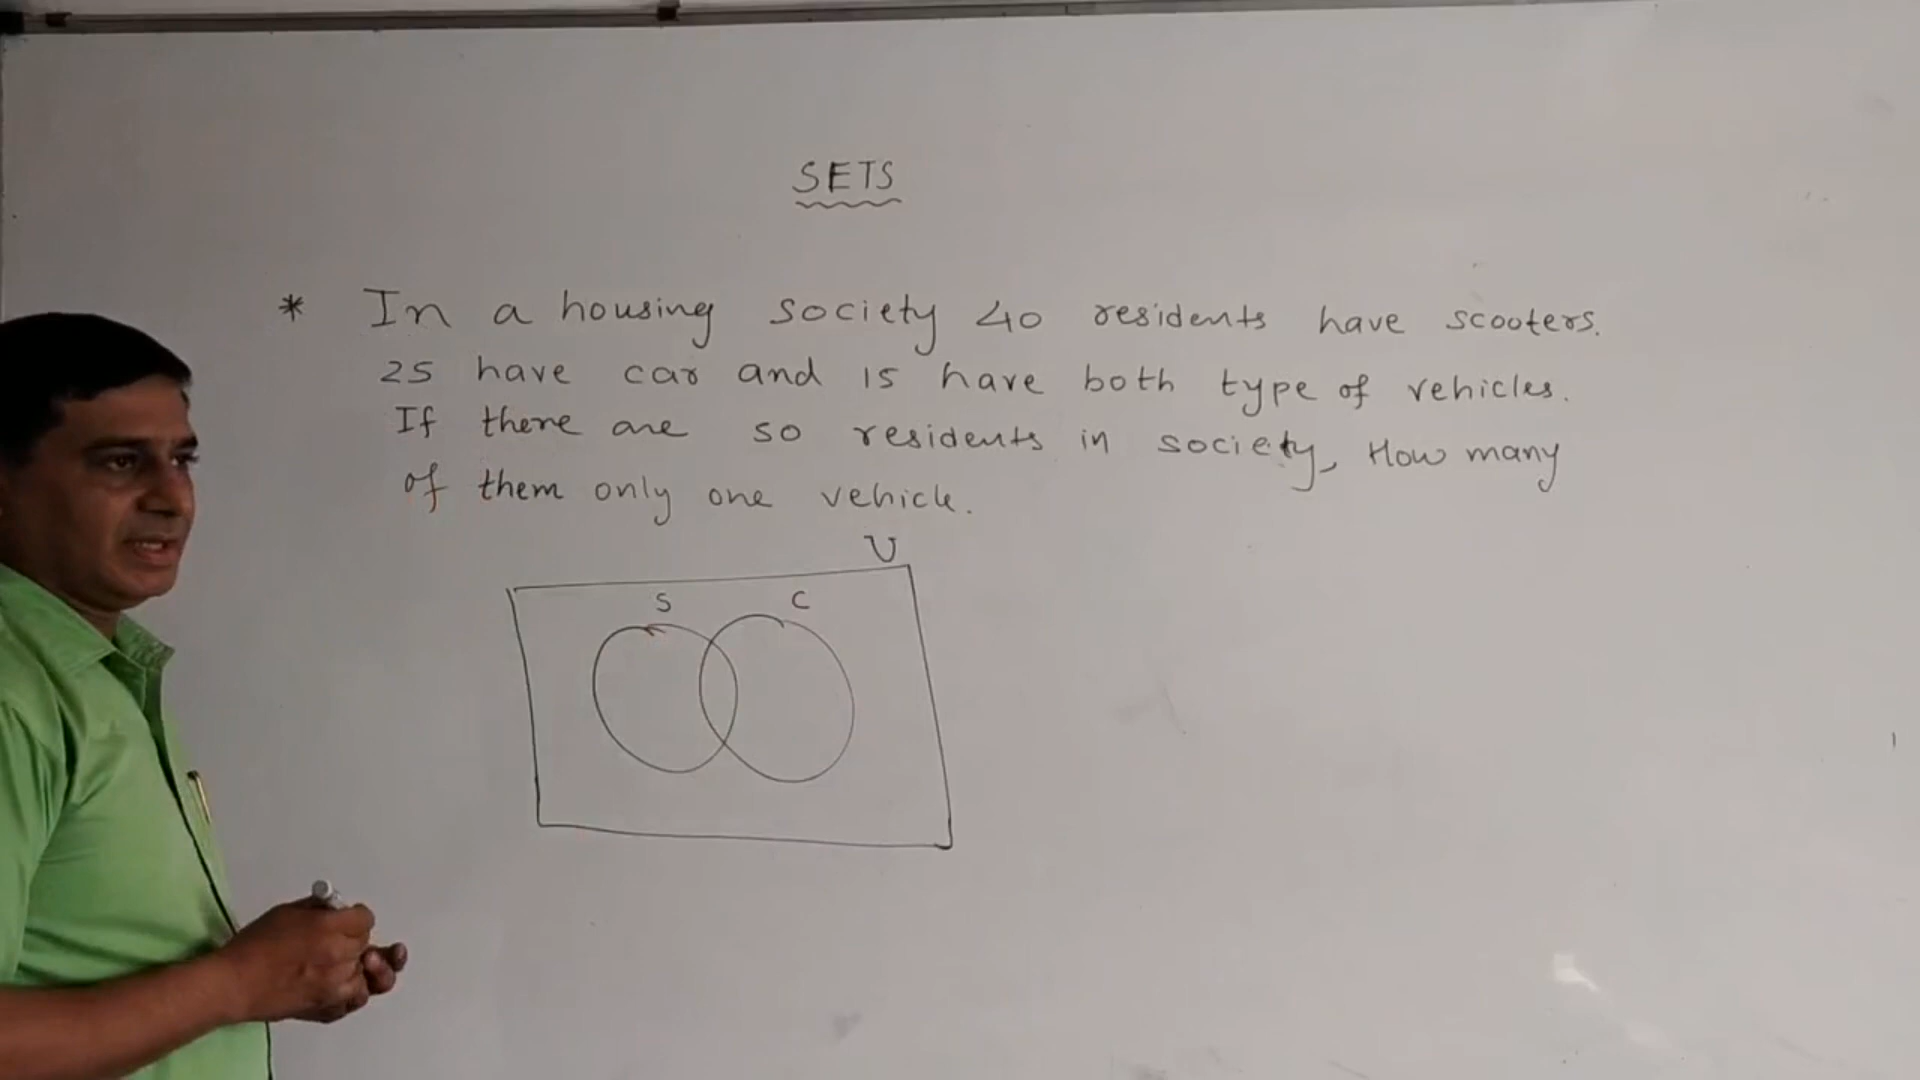 SETS
* In a housing society 40 residents have scooters.
25 have car and 15 have both type of vehicles.
If there are 50 residents in society, How many
of them only one vehicle.
U
S C